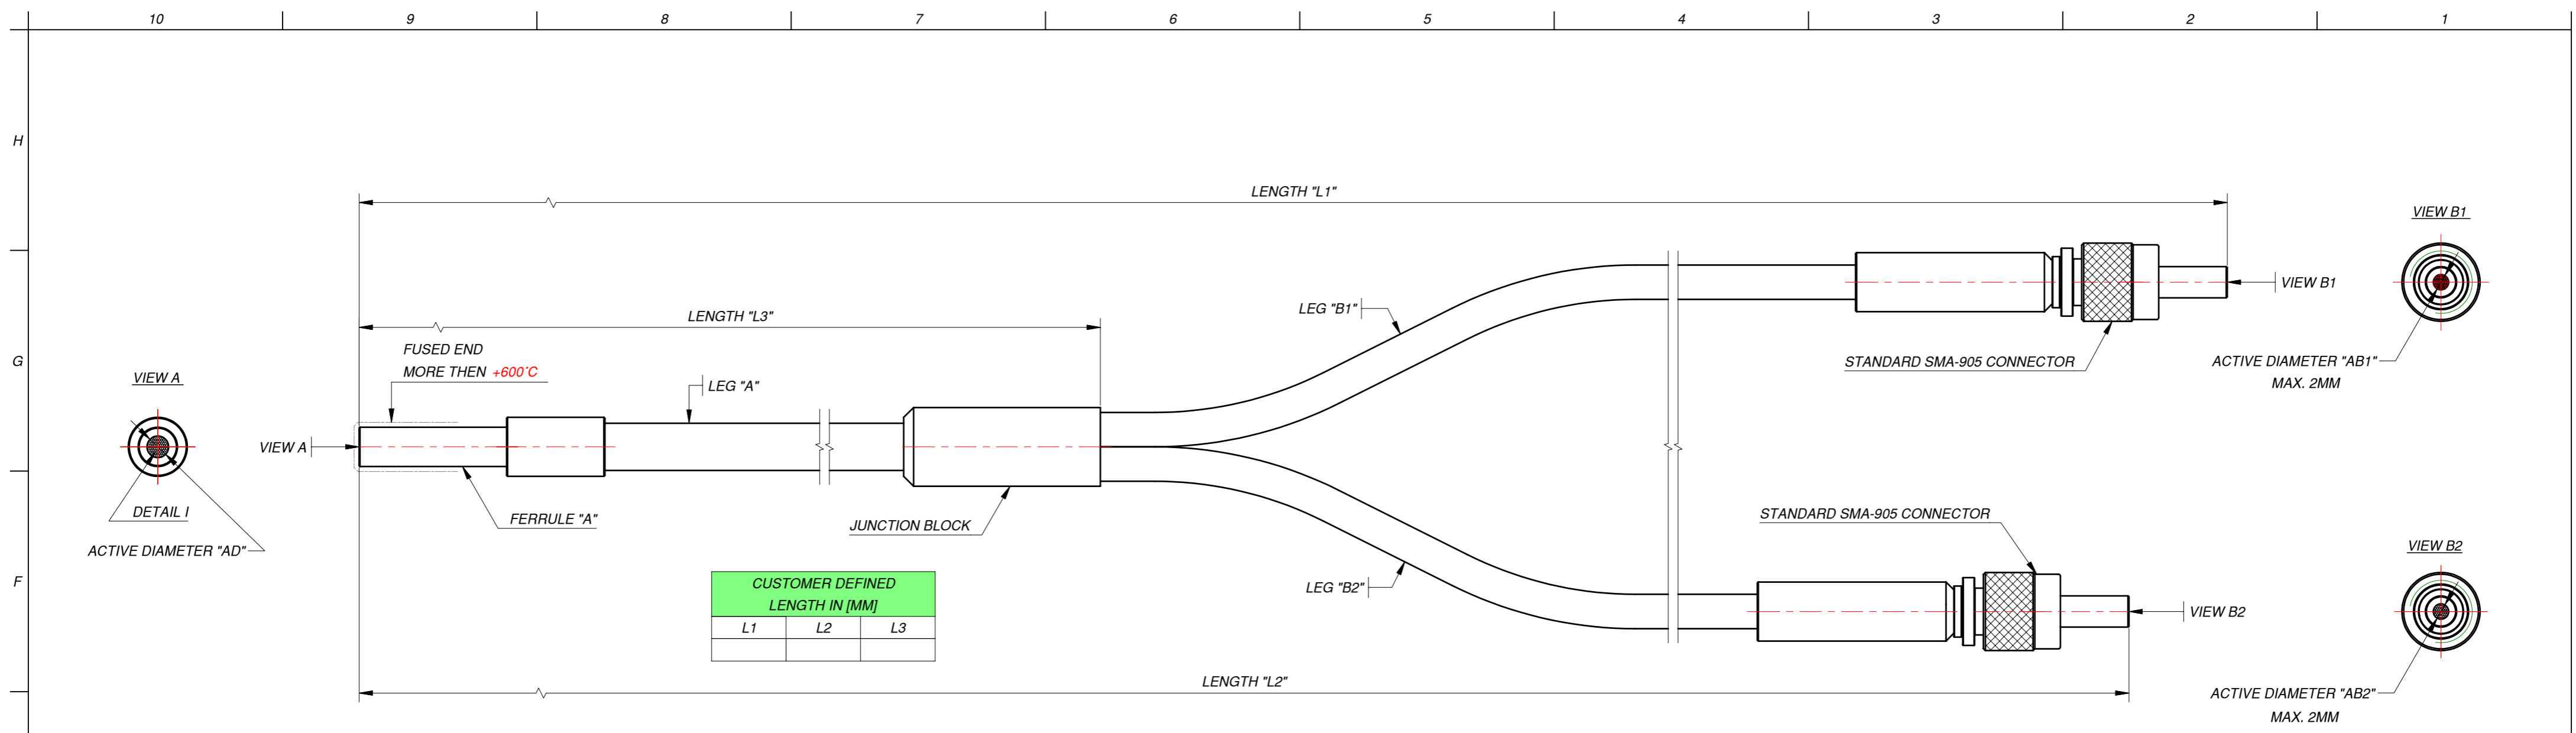 10 9 8 7 6 5 4 3 2 1
H
LENGTH "L1"
VIEW B1
VIEW B1
LEG "B1"
LENGTH "L3"
FUSED END
MORE THEN +600°C
G
STANDARD SMA-905 CONNECTOR
ACTIVE DIAMETER "AB1"
MAX. 2MM
VIEW A
LEG "A"
VIEW A
DETAIL I
FERRULE "A"
JUNCTION BLOCK
STANDARD SMA-905 CONNECTOR
ACTIVE DIAMETER "AD"
VIEW B2
F
CUSTOMER DEFINED
LENGTH IN [MM]
L1 L2 L3
LEG "B2"
VIEW B2
LENGTH "L2"
ACTIVE DIAMETER "AB2"
MAX. 2MM